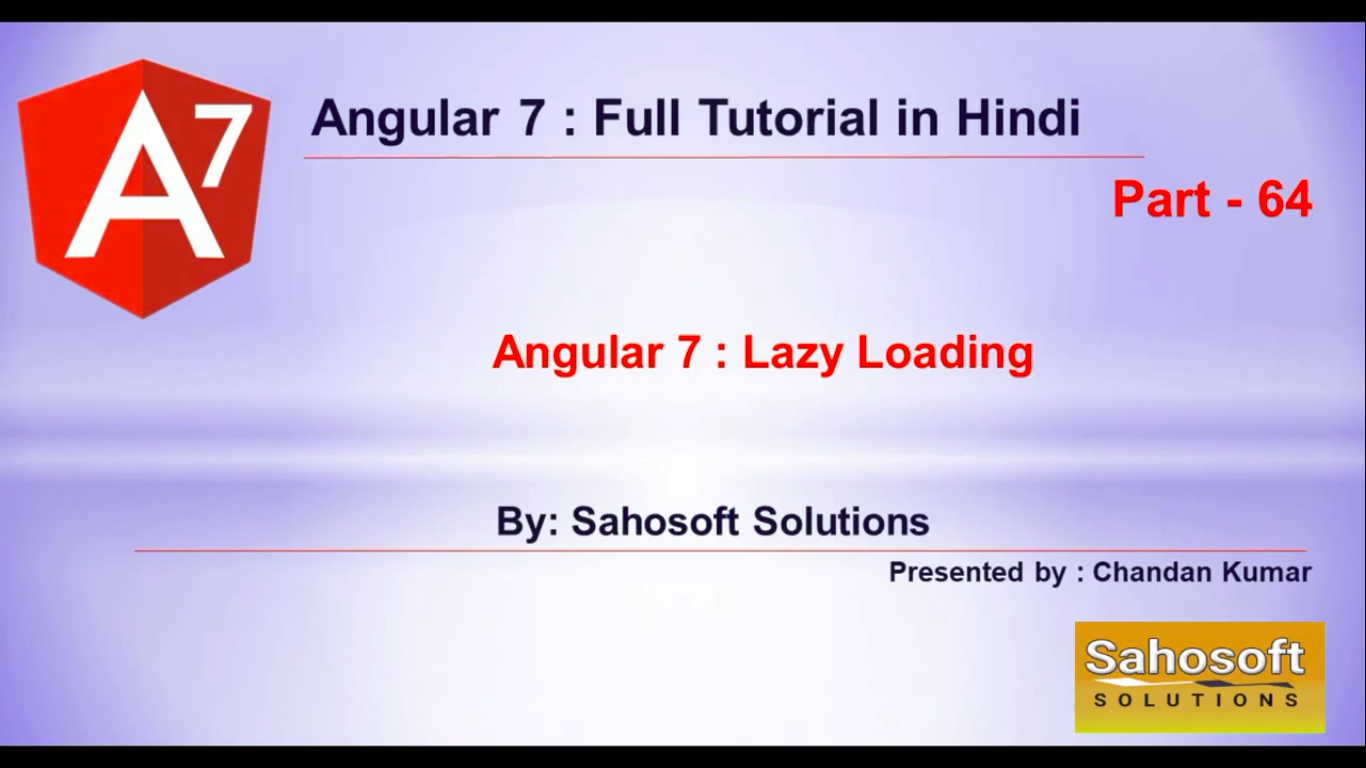 A7
Angular 7 : Full Tutorial in Hindi
Part - 64
Angular 7 : Lazy Loading
By: Sahosoft Solutions
Presented by : Chandan Kumar
Sahosoft
SOLUTIONS